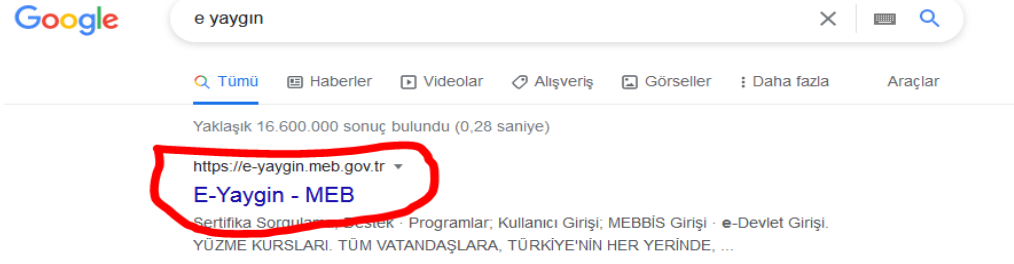 Google e yaygın
Tümü Haberler Videolar Alışveriş Görseller Daha fazla Araçlar
Yaklaşık 16.600.000 sonuç bulundu (0,28 saniye)
https://e-yaygin.meb.gov.tr
E-Yaygin - MEB
Sertifika Sorgulama; Destek · Programlar; Kullanıcı Girişi; MEBBİS Girişi · e-Devlet Girişi.
YÜZME KURSLARI. TÜM VATANDAŞLARA, TÜRKİYE'NİN HER YERİNDE, ...